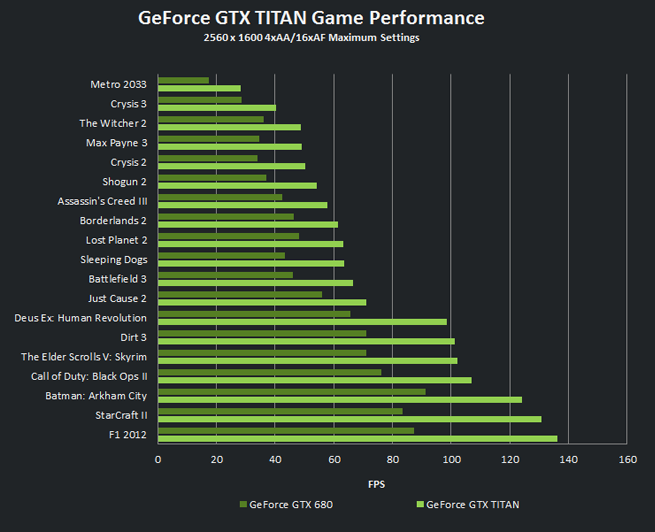 GeForce GTX TITAN Game Performance
2560 x 1600 4xAA/16xAF Maximum Settings
Metro 2033
Crysis 3
The Witcher 2
Max Payne 3
Crysis 2
Shogun 2
Assassin's Creed III
Borderlands 2
Lost Planet 2
Sleeping Dogs
Battlefield 3
Just Cause 2
Deus Ex: Human Revolution
Dirt 3
The Elder Scrolls V: Skyrim
Call of Duty: Black Ops II
Batman: Arkham City
StarCraft II
F1 2012
0 20 40 60 80 100 120 140 160
FPS
GeForce GTX 680 GeForce GTX TITAN